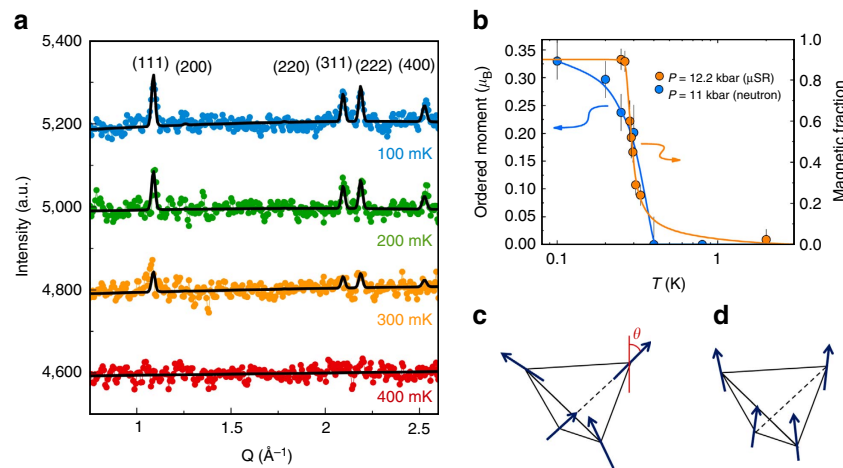 a
5,400
5,200
5,000
4,800
4,600
Intensity (a.u.)
(111)
(200)
(220)
(311)
(222)
(400)
100 mK
200 mK
300 mK
400 mK
1
1.5
2
2.5
Q (Å⁻¹)
b
0.35
0.30
0.25
0.20
0.15
0.10
0.05
0.00
Ordered moment (μB)
P = 12.2 kbar (μSR)
P = 11 kbar (neutron)
1.0
0.8
0.6
0.4
0.2
0.0
Magnetic fraction
0.1
1
T (K)
c
θ
d